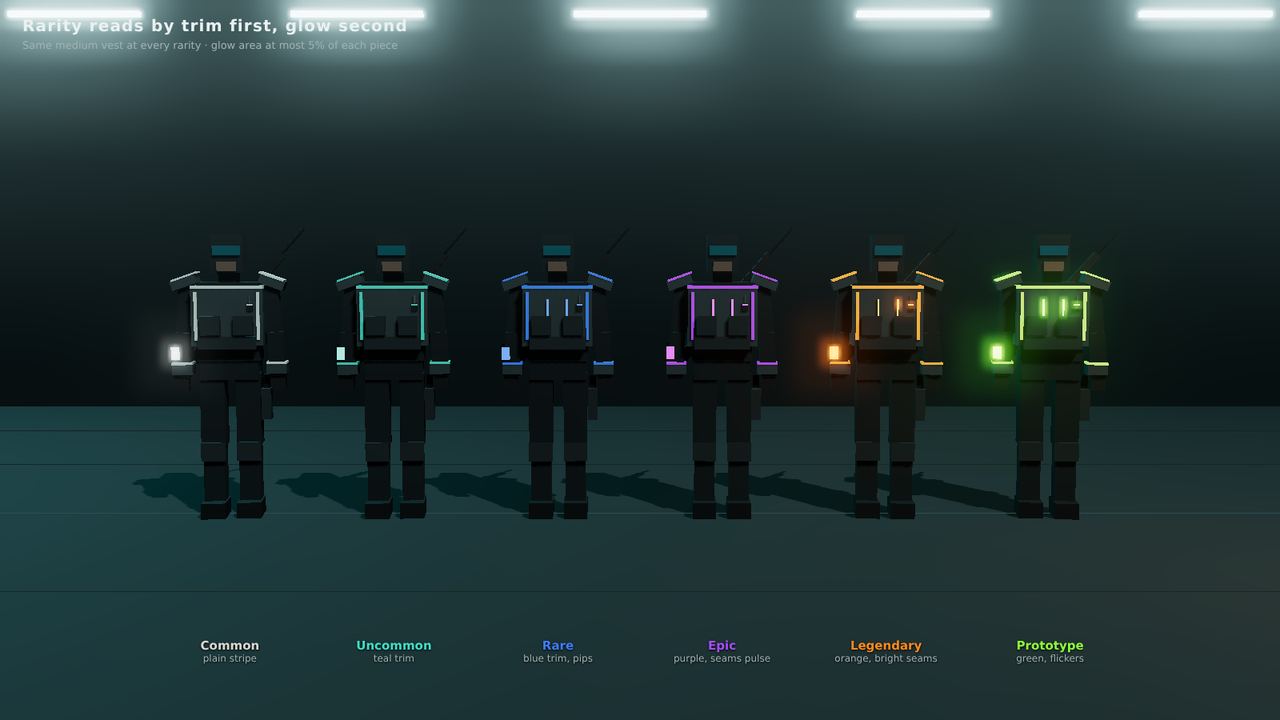 Rarity reads by trim first, glow second
Same medium vest at every rarity · glow area at most 5% of each piece
Common
plain stripe
Uncommon
teal trim
Rare
blue trim, pips
Epic
purple, seams pulse
Legendary
orange, bright seams
Prototype
green, flickers